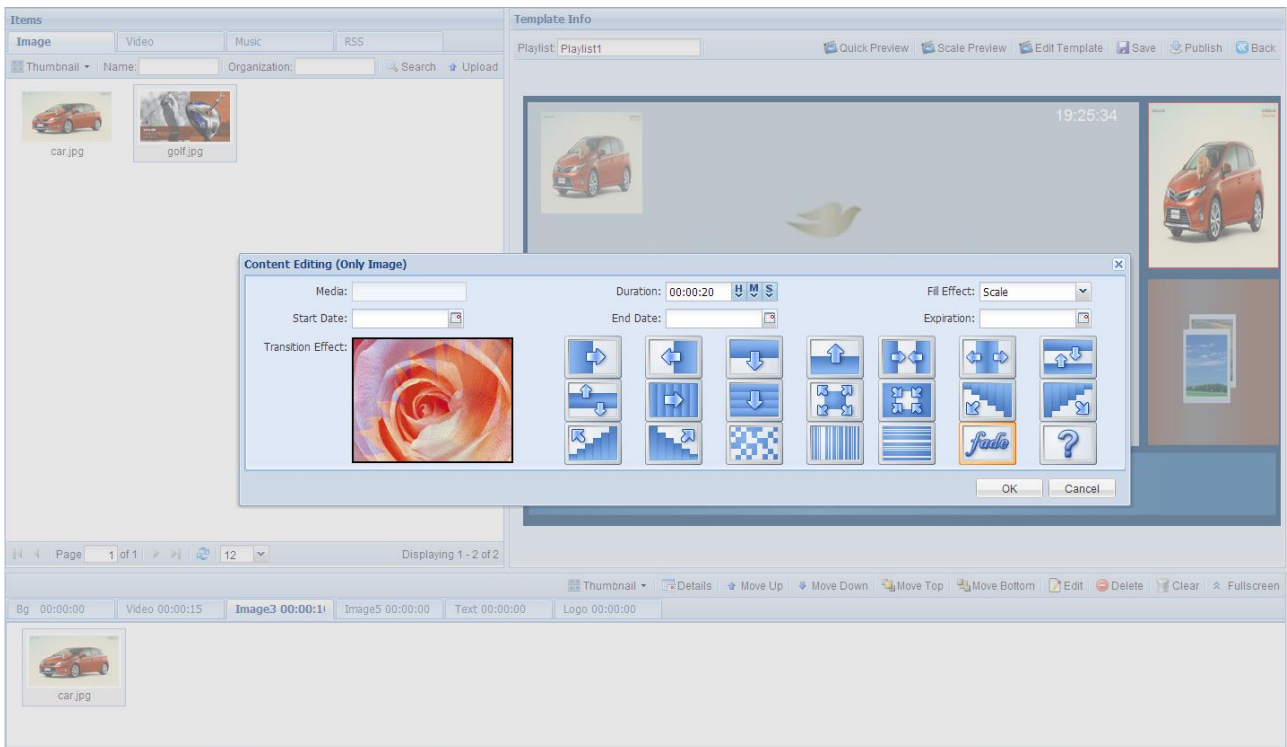 Items
Image Video Music RSS
Thumbnail Name: Organization: Search Upload
car.jpg golf.jpg
Page 1 of 1 12 Displaying 1 - 2 of 2
Template Info
Playlist: Playlist1 Quick Preview Scale Preview Edit Template Save Publish Back
19:25:34
Content Editing (Only Image)
Media: Duration: 00:00:20 H M S Fill Effect: Scale
Start Date: End Date: Expiration:
Transition Effect:
fade ?
OK Cancel
Thumbnail Details Move Up Move Down Move Top Move Bottom Edit Delete Clear Fullscreen
Bg 00:00:00 Video 00:00:15 Image3 00:00:1 Image5 00:00:00 Text 00:00:00 Logo 00:00:00
car.jpg